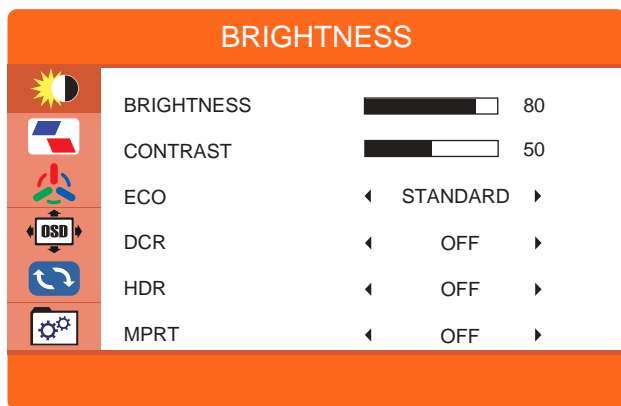 BRIGHTNESS
BRIGHTNESS 80
CONTRAST 50
ECO STANDARD
OSD
DCR OFF
HDR OFF
MPRT OFF